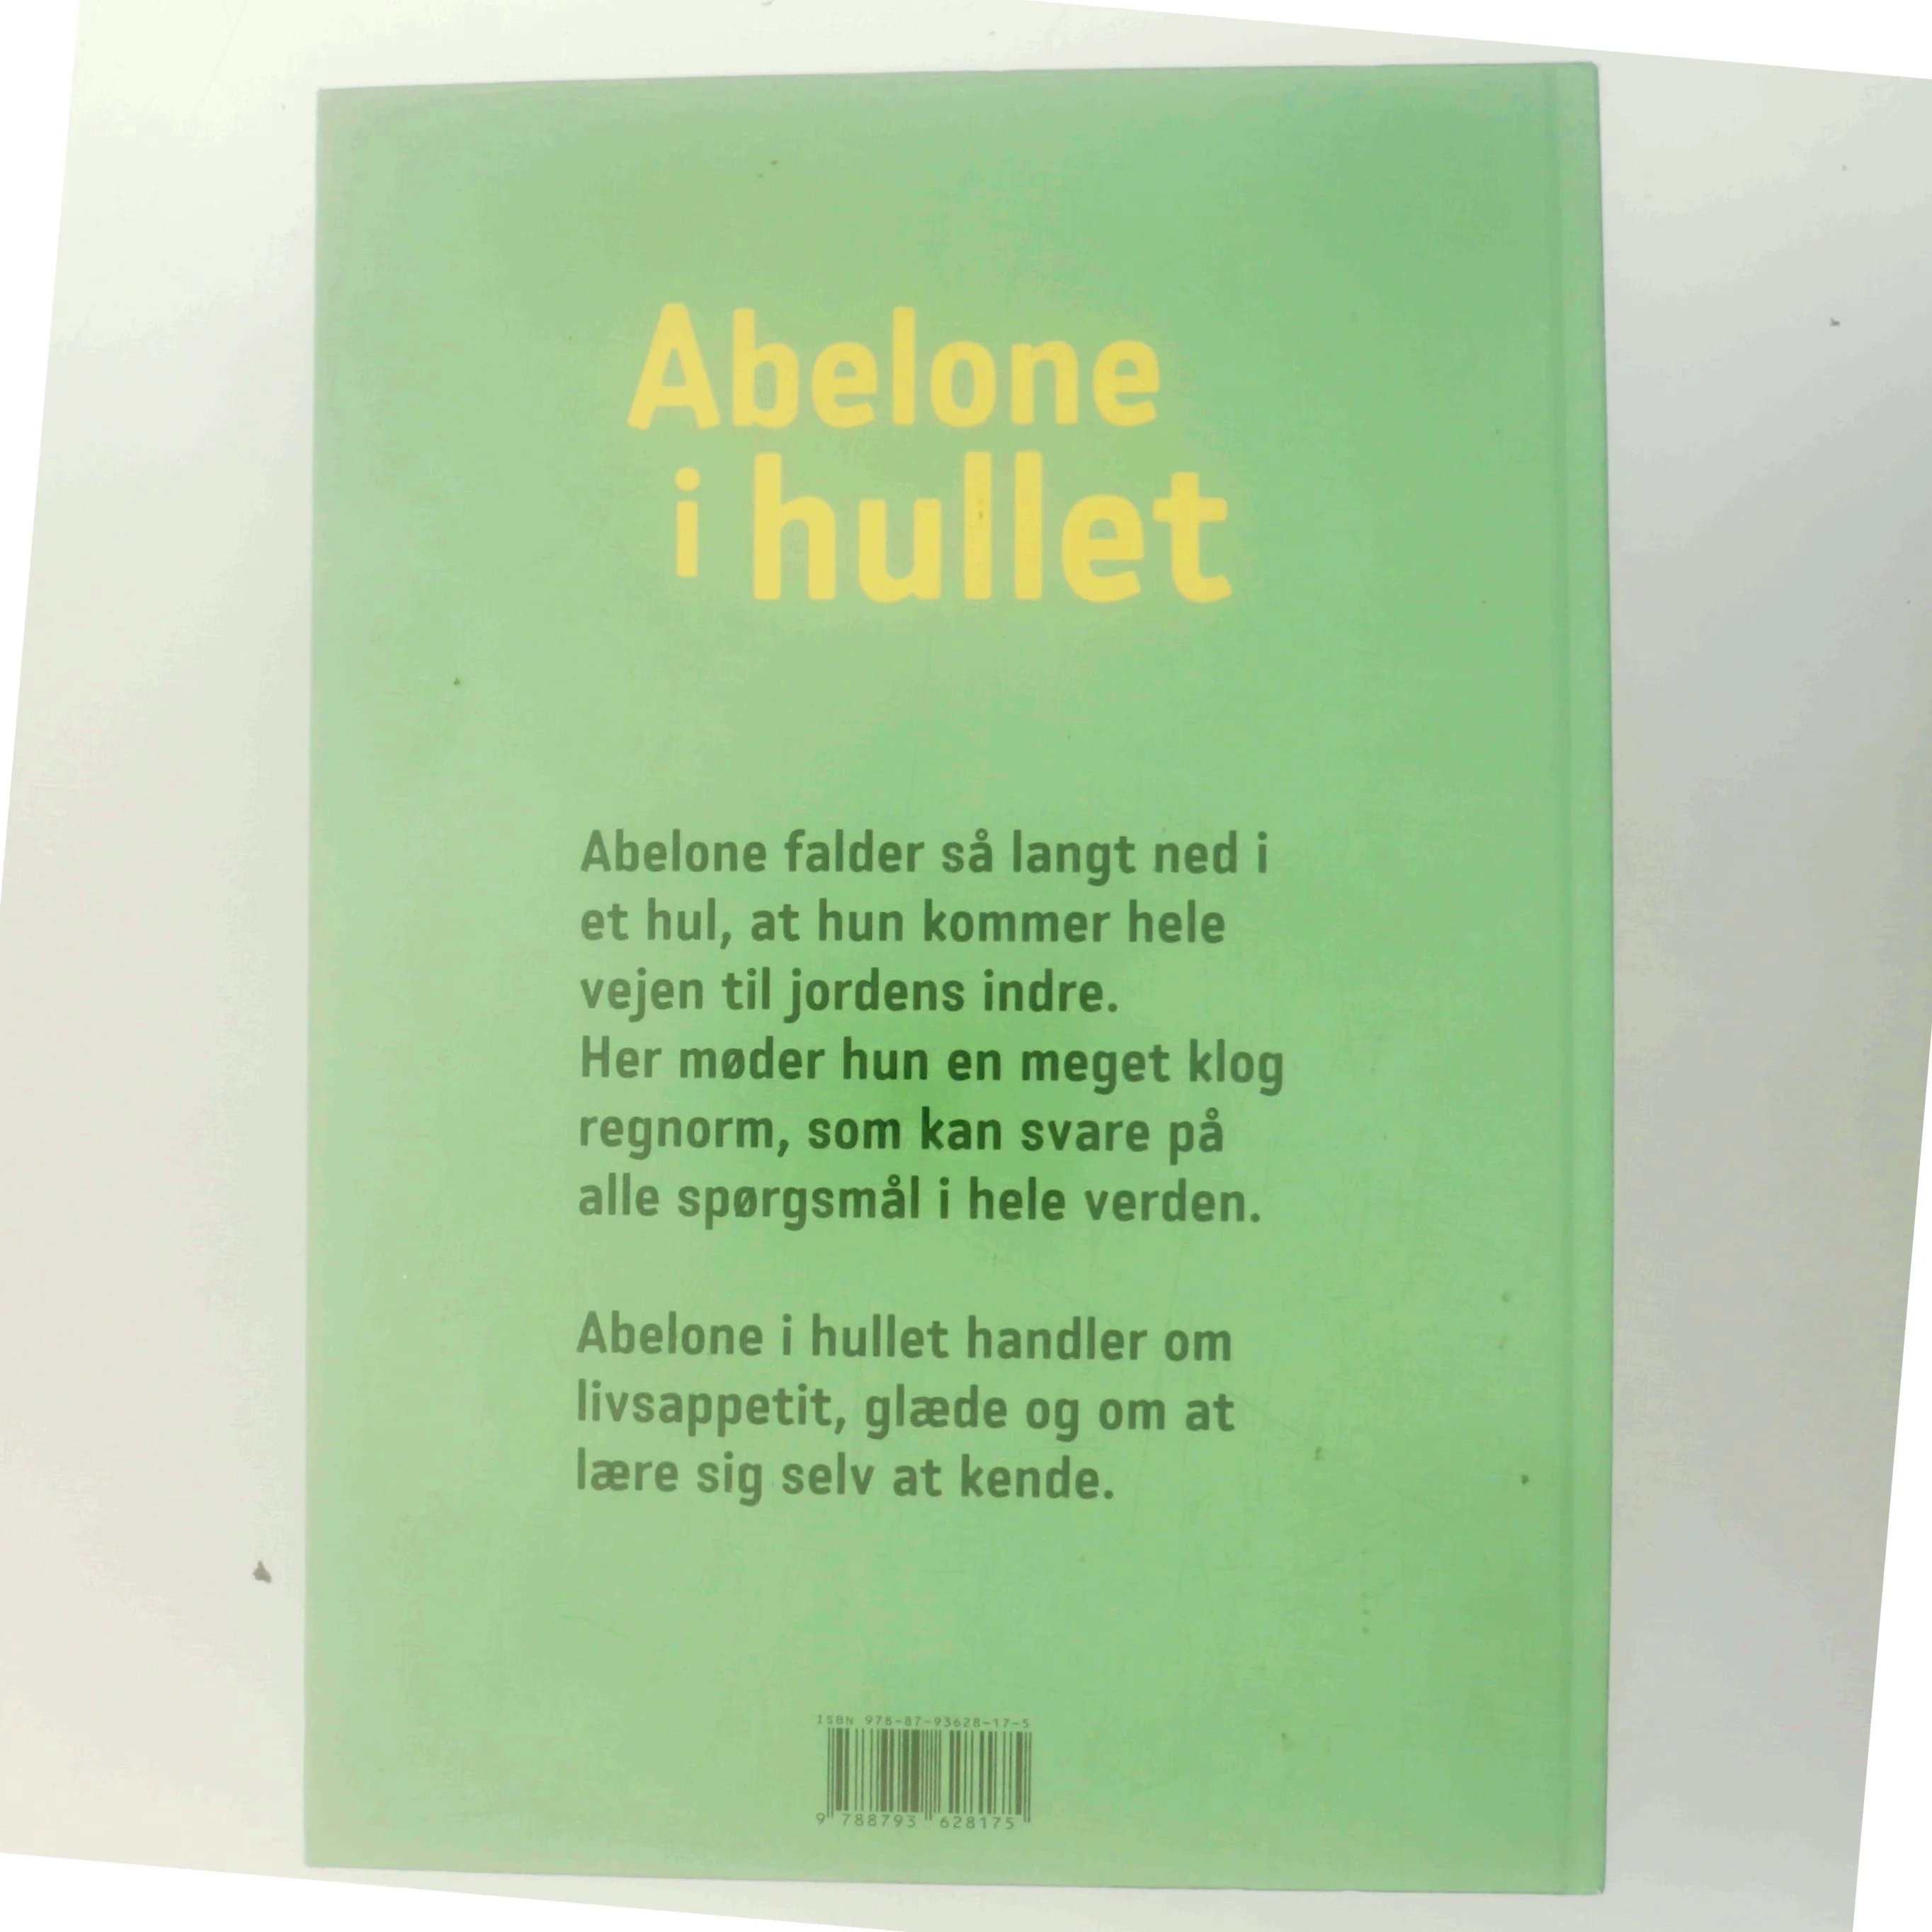 Abelone
i hullet
Abelone falder så langt ned i
et hul, at hun kommer hele
vejen til jordens indre.
Her møder hun en meget klog
regnorm, som kan svare på
alle spørgsmål i hele verden.
Abelone i hullet handler om
livsappetit, glæde og om at
lære sig selv at kende.
ISBN 978-87-93628-17-5
9 788793 628175